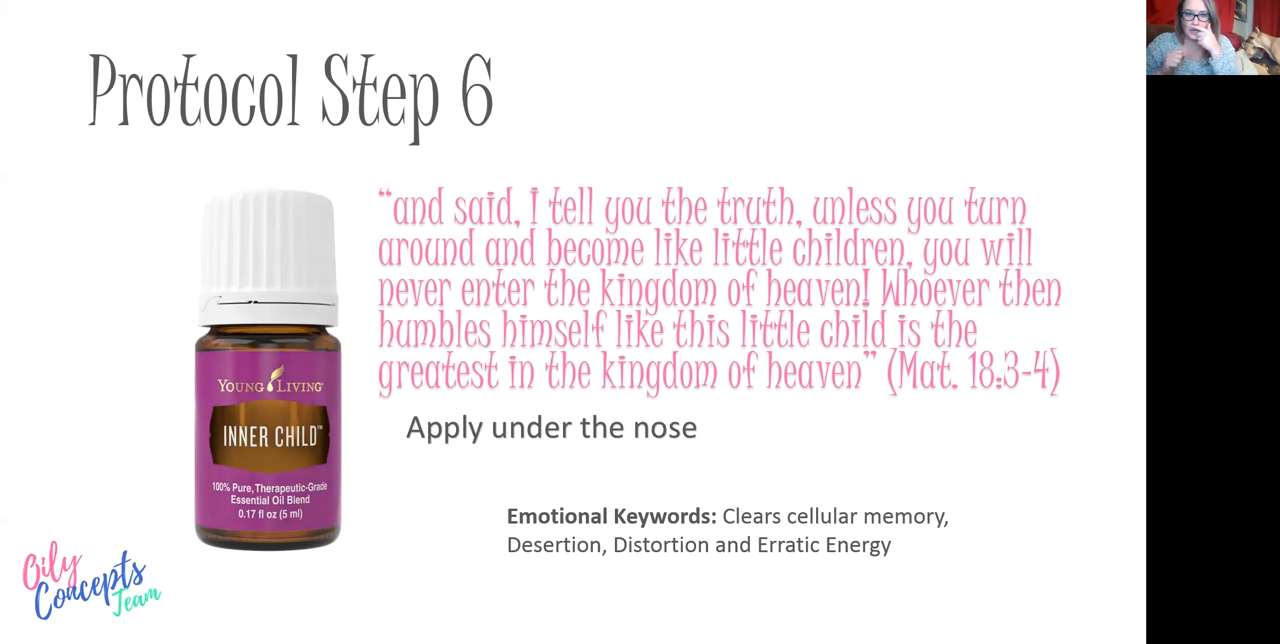 Protocol Step 6
“and said, I tell you the truth, unless you turn
around and become like little children, you will
never enter the kingdom of heaven! Whoever then
humbles himself like this little child is the
greatest in the kingdom of heaven” (Mat. 18:3-4)
Apply under the nose
Emotional Keywords: Clears cellular memory,
Desertion, Distortion and Erratic Energy
YOUNG LIVING®
INNER CHILD™
100% Pure, Therapeutic-Grade
Essential Oil Blend
0.17 fl oz (5 ml)
Oily
Concepts
Team